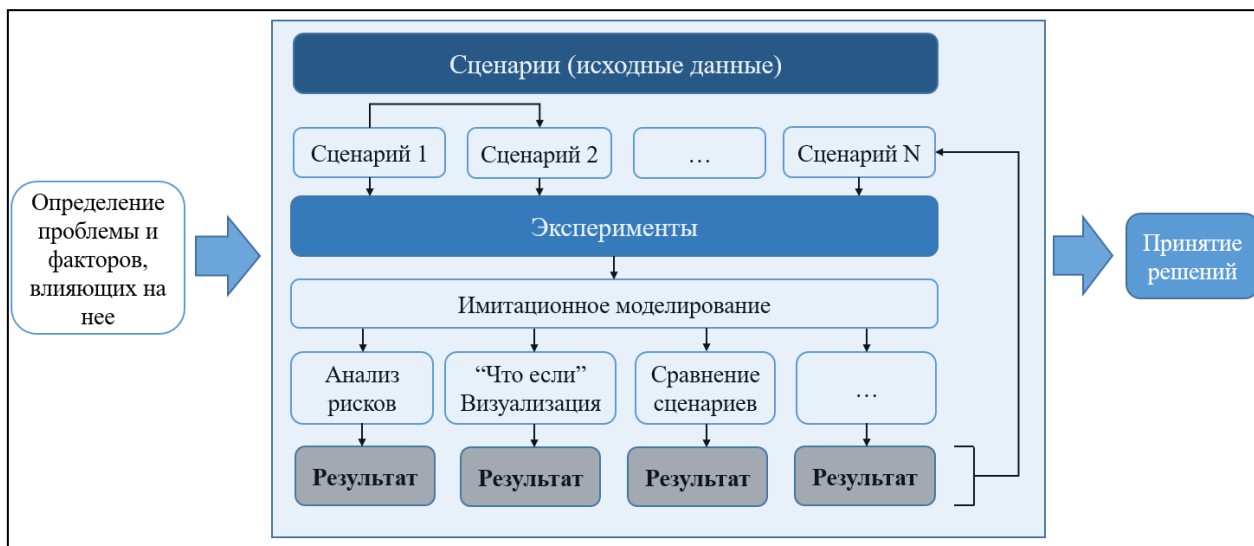 Сценарии (исходные данные)
Сценарий 1
Сценарий 2
…
Сценарий N
Определение
проблемы и
факторов,
влияющих на
нее
Эксперименты
Принятие
решений
Имитационное моделирование
Анализ
рисков
“Что если”
Визуализация
Сравнение
сценариев
…
Результат
Результат
Результат
Результат